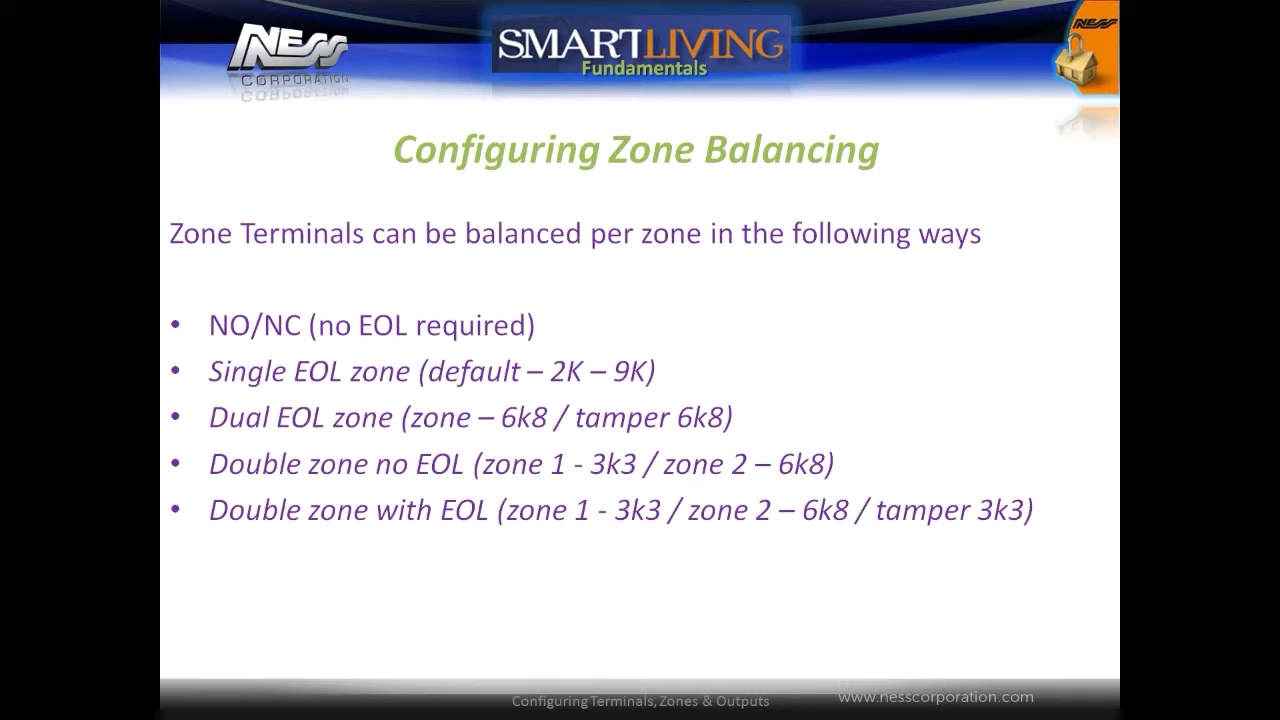 NESS
CORPORATION
SMARTLIVING
Fundamentals
NESS
Configuring Zone Balancing
Zone Terminals can be balanced per zone in the following ways
• NO/NC (no EOL required)
• Single EOL zone (default – 2K – 9K)
• Dual EOL zone (zone – 6k8 / tamper 6k8)
• Double zone no EOL (zone 1 - 3k3 / zone 2 – 6k8)
• Double zone with EOL (zone 1 - 3k3 / zone 2 – 6k8 / tamper 3k3)
Configuring Terminals, Zones & Outputs
www.nesscorporation.com